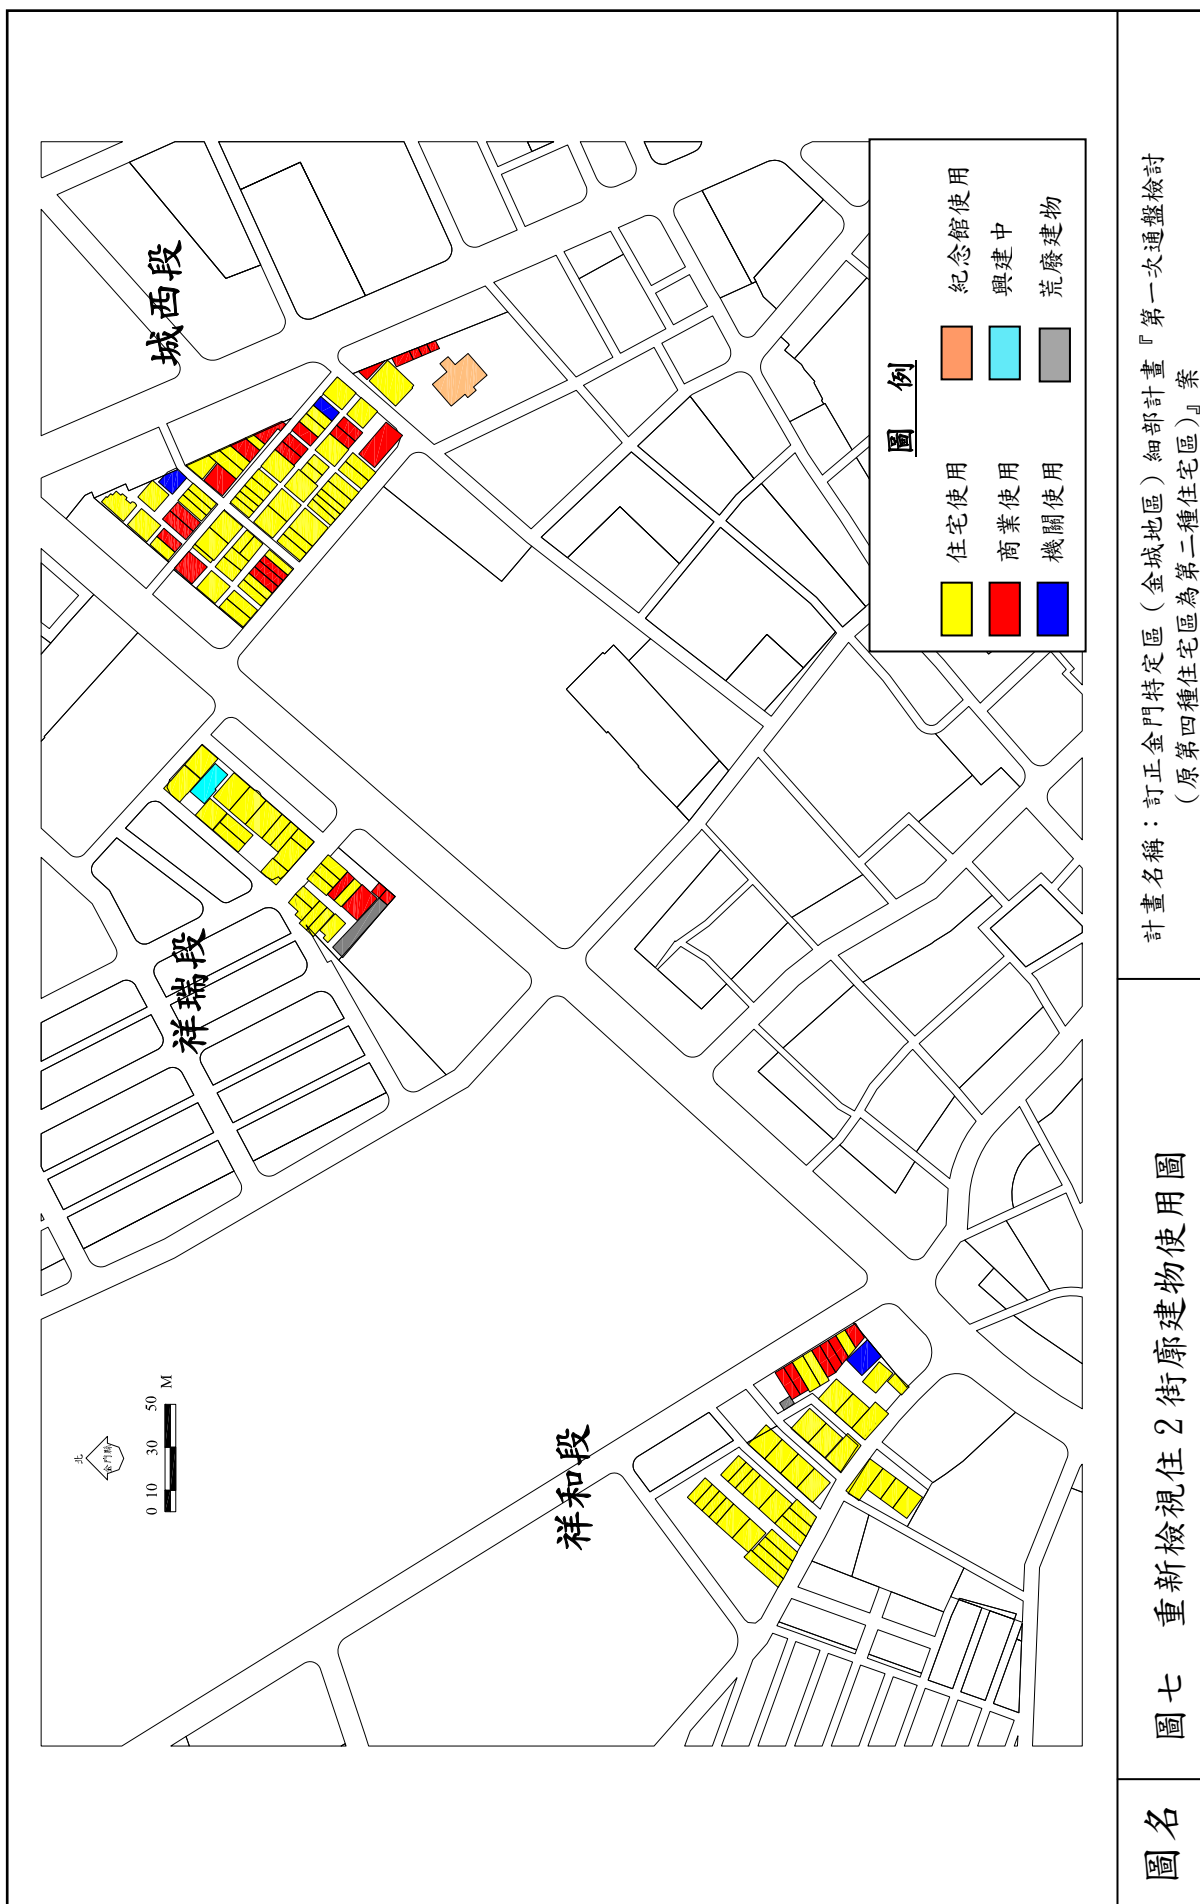 城西段
祥瑞段
祥和段
北
金門縣
0 10 30 50 M
圖 例
住宅使用
商業使用
機關使用
紀念館使用
興建中
荒廢建物
圖名
圖七 重新檢視住2街廓建物使用圖
計畫名稱：訂正金門特定區（金城地區）細部計畫『第一次通盤檢討
（原第四種住宅區為第二種住宅區）』案